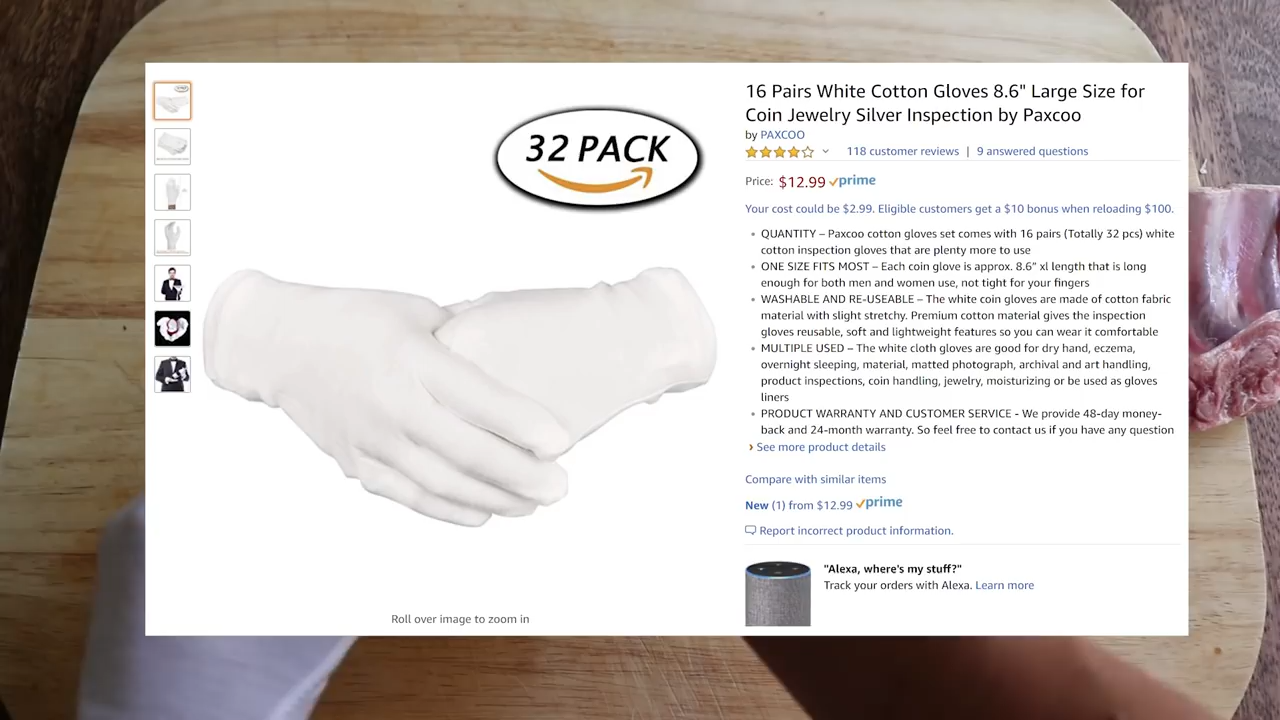 32 PACK
Roll over image to zoom in
16 Pairs White Cotton Gloves 8.6" Large Size for
Coin Jewelry Silver Inspection by Paxcoo
by PAXCOO
118 customer reviews | 9 answered questions
Price: $12.99 prime
Your cost could be $2.99. Eligible customers get a $10 bonus when reloading $100.
• QUANTITY – Paxcoo cotton gloves set comes with 16 pairs (Totally 32 pcs) white
cotton inspection gloves that are plenty more to use
• ONE SIZE FITS MOST – Each coin glove is approx. 8.6” xl length that is long
enough for both men and women use, not tight for your fingers
• WASHABLE AND RE-USEABLE – The white coin gloves are made of cotton fabric
material with slight stretchy. Premium cotton material gives the inspection
gloves reusable, soft and lightweight features so you can wear it comfortable
• MULTIPLE USED – The white cloth gloves are good for dry hand, eczema,
overnight sleeping, material, matted photograph, archival and art handling,
product inspections, coin handling, jewelry, moisturizing or be used as gloves
liners
• PRODUCT WARRANTY AND CUSTOMER SERVICE - We provide 48-day money-
back and 24-month warranty. So feel free to contact us if you have any question
› See more product details
Compare with similar items
New (1) from $12.99 prime
Report incorrect product information.
"Alexa, where's my stuff?"
Track your orders with Alexa. Learn more